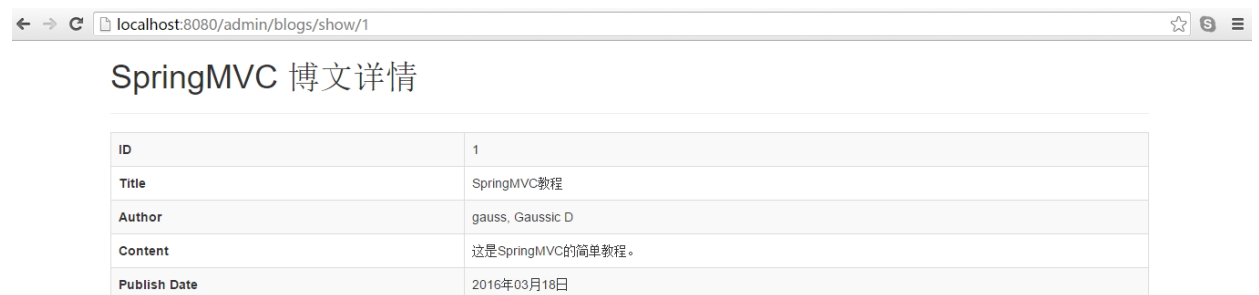 localhost:8080/admin/blogs/show/1
SpringMVC 博文详情
ID 1
Title SpringMVC教程
Author gauss, Gaussic D
Content 这是SpringMVC的简单教程。
Publish Date 2016年03月18日